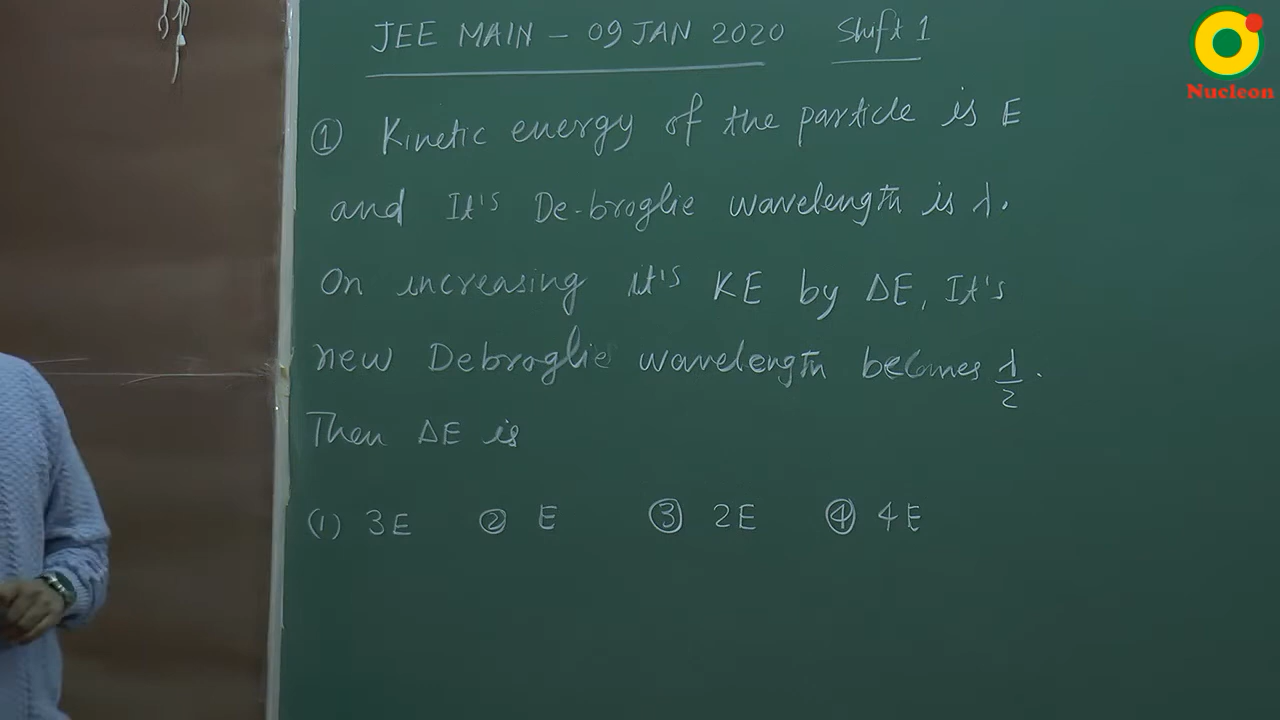 JEE MAIN - 09 JAN 2020 Shift 1
Nucleon
① Kinetic energy of the particle is E
and It's De-broglie wavelength is λ.
On increasing it's KE by ΔE, It's
new Debroglie wavelength becomes λ/2.
Then ΔE is
(1) 3E ② E ③ 2E ④ 4E